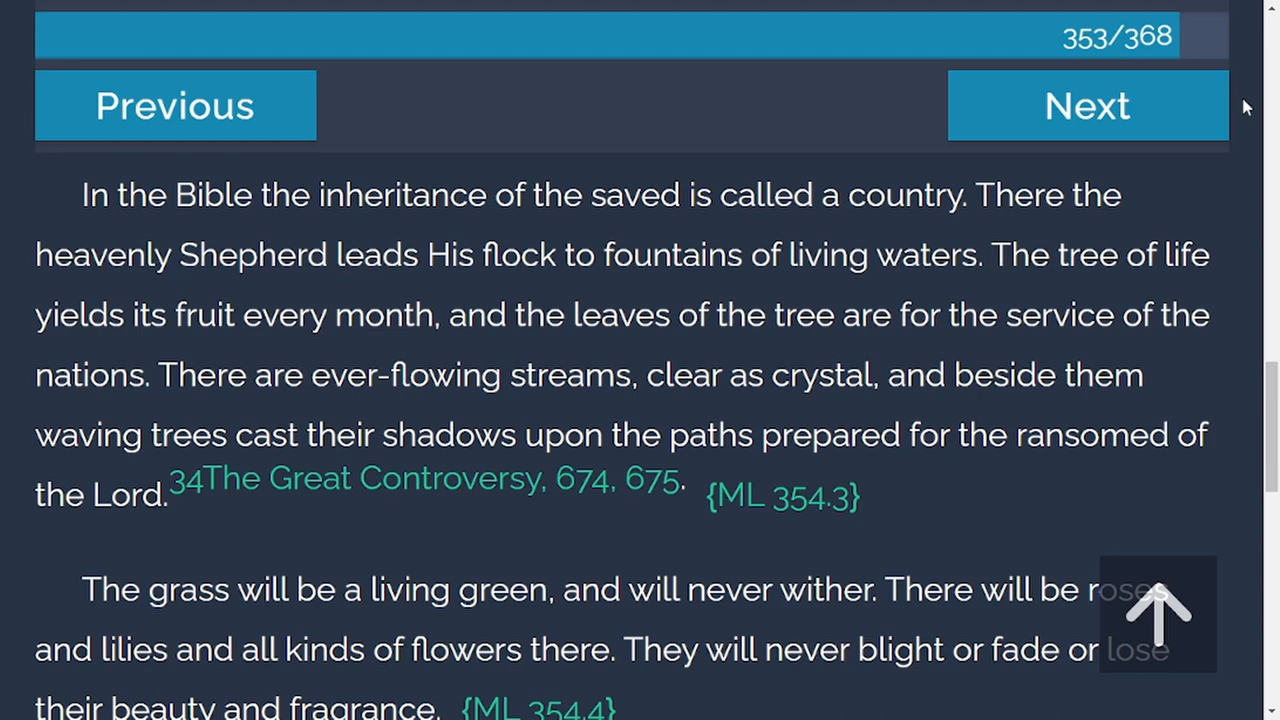 353/368
Previous
Next
In the Bible the inheritance of the saved is called a country. There the
heavenly Shepherd leads His flock to fountains of living waters. The tree of life
yields its fruit every month, and the leaves of the tree are for the service of the
nations. There are ever-flowing streams, clear as crystal, and beside them
waving trees cast their shadows upon the paths prepared for the ransomed of
the Lord.34The Great Controversy, 674, 675. {ML 354.3}
The grass will be a living green, and will never wither. There will be roses
and lilies and all kinds of flowers there. They will never blight or fade or lose
their beauty and fragrance. {ML 354.4}